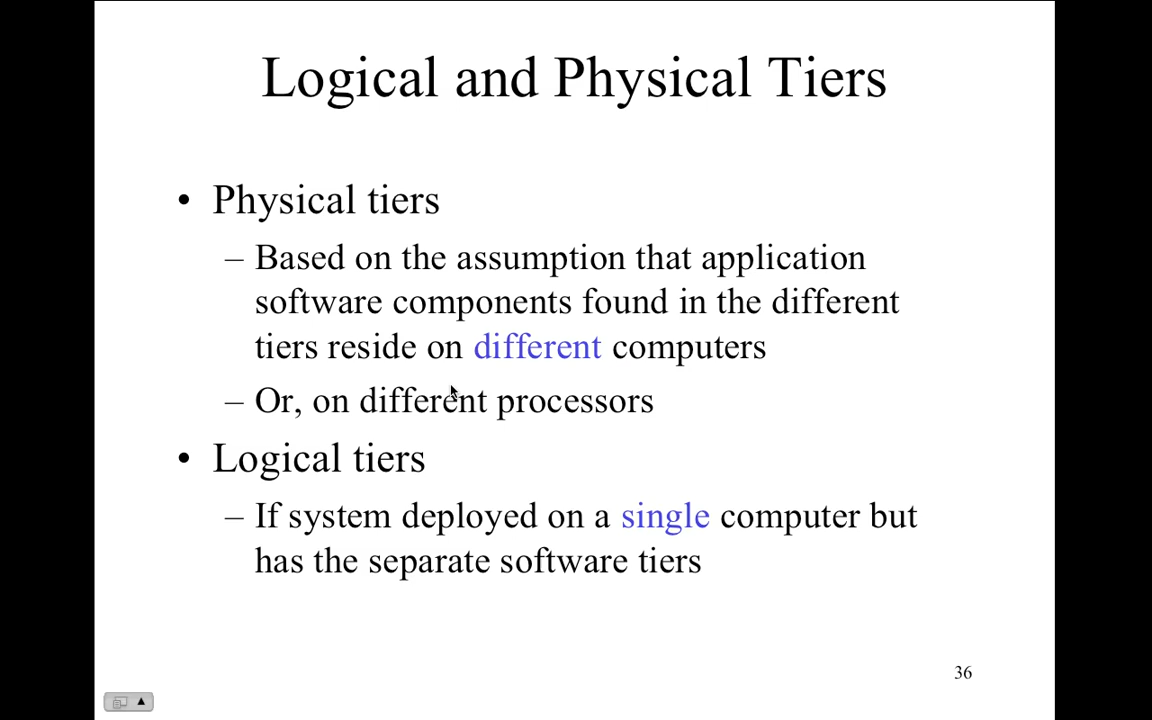 Logical and Physical Tiers
• Physical tiers
– Based on the assumption that application
software components found in the different
tiers reside on different computers
– Or, on different processors
• Logical tiers
– If system deployed on a single computer but
has the separate software tiers
36